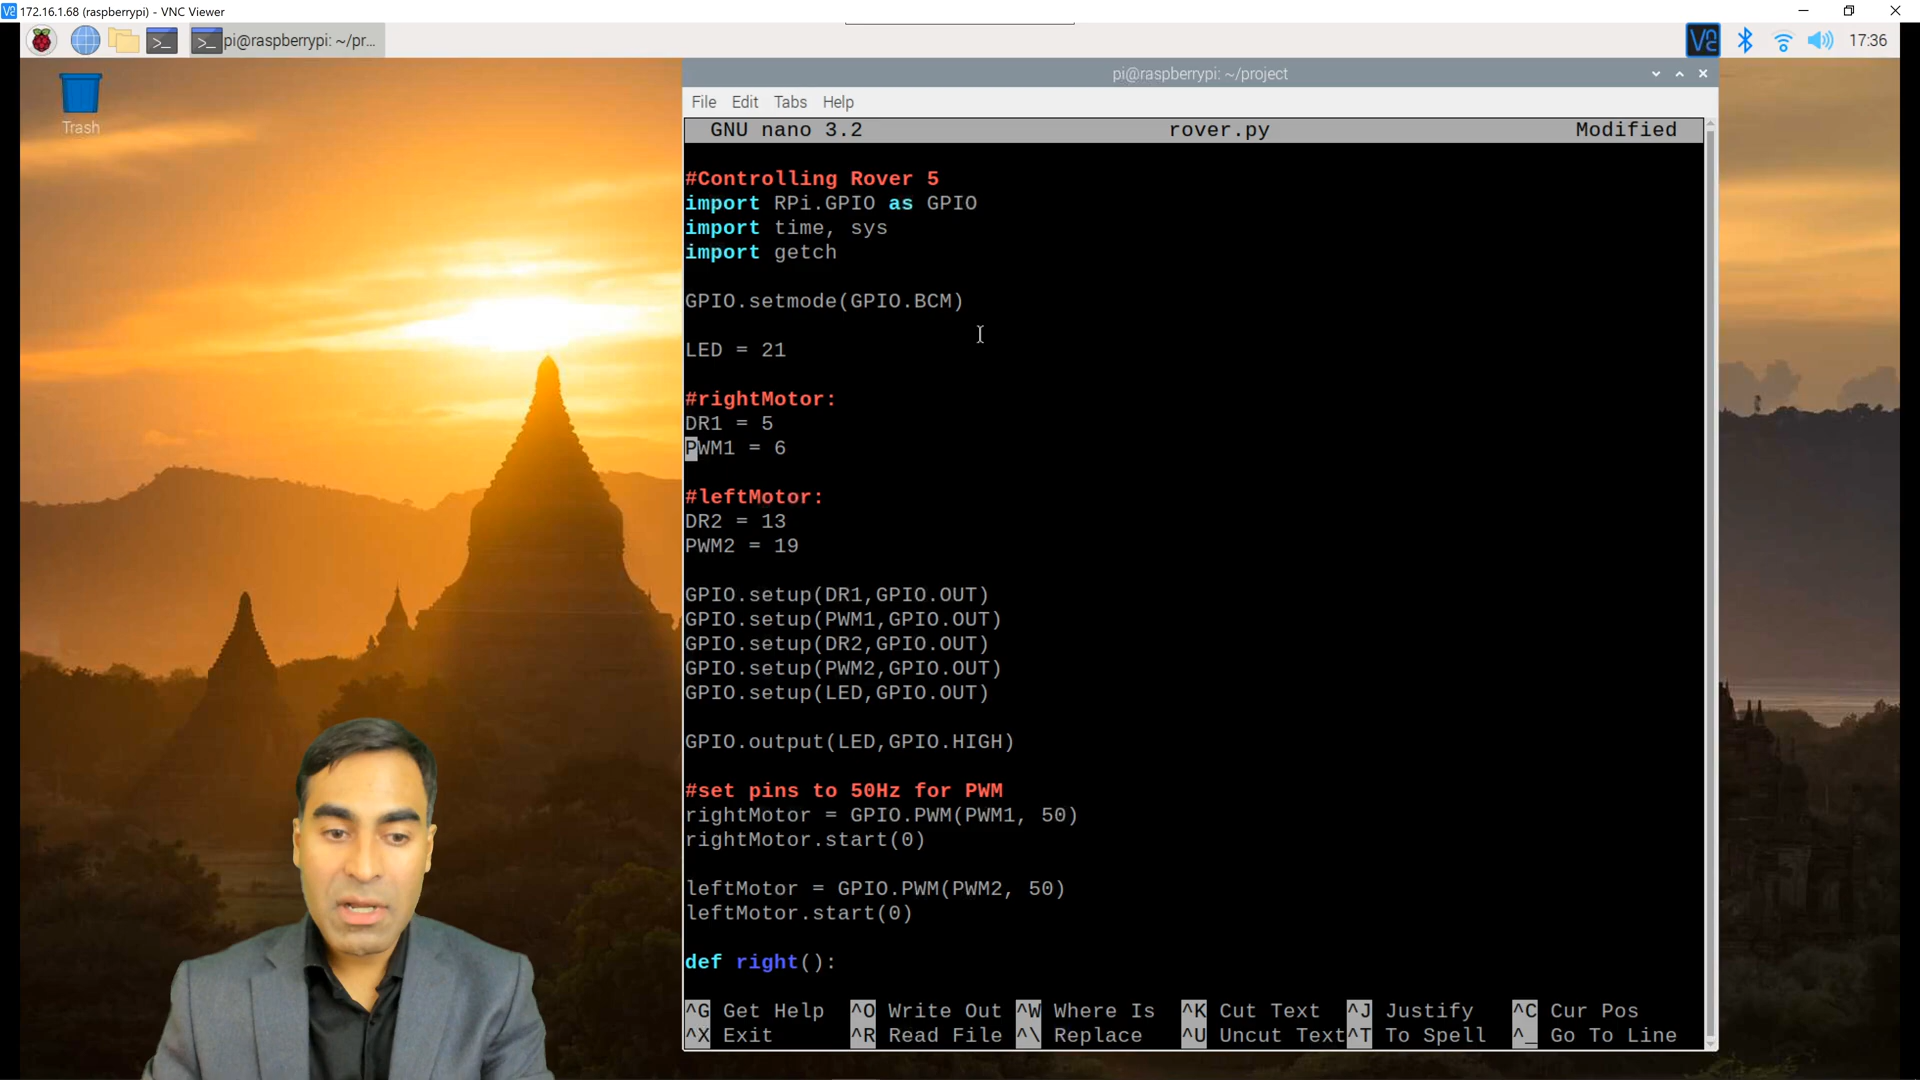 172.16.1.68 (raspberrypi) - VNC Viewer
pi@raspberrypi: ~/pr...
17:36
Trash
pi@raspberrypi: ~/project
File Edit Tabs Help
GNU nano 3.2 rover.py Modified
#Controlling Rover 5
import RPi.GPIO as GPIO
import time, sys
import getch
GPIO.setmode(GPIO.BCM)
LED = 21
#rightMotor:
DR1 = 5
PWM1 = 6
#leftMotor:
DR2 = 13
PWM2 = 19
GPIO.setup(DR1,GPIO.OUT)
GPIO.setup(PWM1,GPIO.OUT)
GPIO.setup(DR2,GPIO.OUT)
GPIO.setup(PWM2,GPIO.OUT)
GPIO.setup(LED,GPIO.OUT)
GPIO.output(LED,GPIO.HIGH)
#set pins to 50Hz for PWM
rightMotor = GPIO.PWM(PWM1, 50)
rightMotor.start(0)
leftMotor = GPIO.PWM(PWM2, 50)
leftMotor.start(0)
def right():
^G Get Help ^O Write Out ^W Where Is ^K Cut Text ^J Justify ^C Cur Pos
^X Exit ^R Read File ^\ Replace ^U Uncut Text ^T To Spell ^_ Go To Line